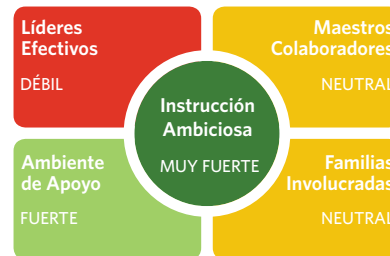 Líderes
Efectivos
DÉBIL
Maestros
Colaboradores
NEUTRAL
Instrucción
Ambiciosa
MUY FUERTE
Ambiente
de Apoyo
FUERTE
Familias
Involucradas
NEUTRAL